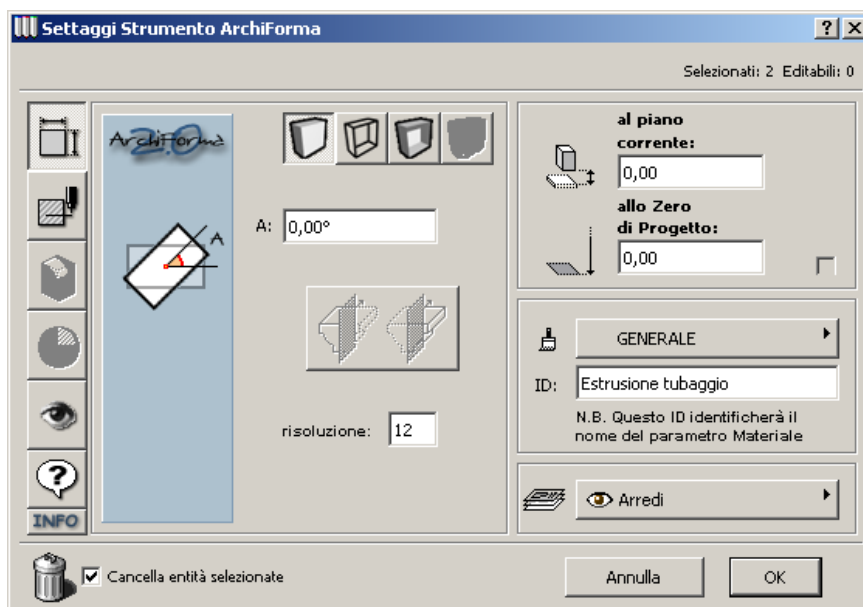 Settaggi Strumento ArchiForma
Selezionati: 2 Editabili: 0
ArchiForma
2.0
A
A: 0,00°
risoluzione: 12
al piano
corrente:
0,00
allo Zero
di Progetto:
0,00
GENERALE
ID: Estrusione tubaggio
N.B. Questo ID identificherà il
nome del parametro Materiale
Arredi
INFO
Cancella entità selezionate
Annulla
OK